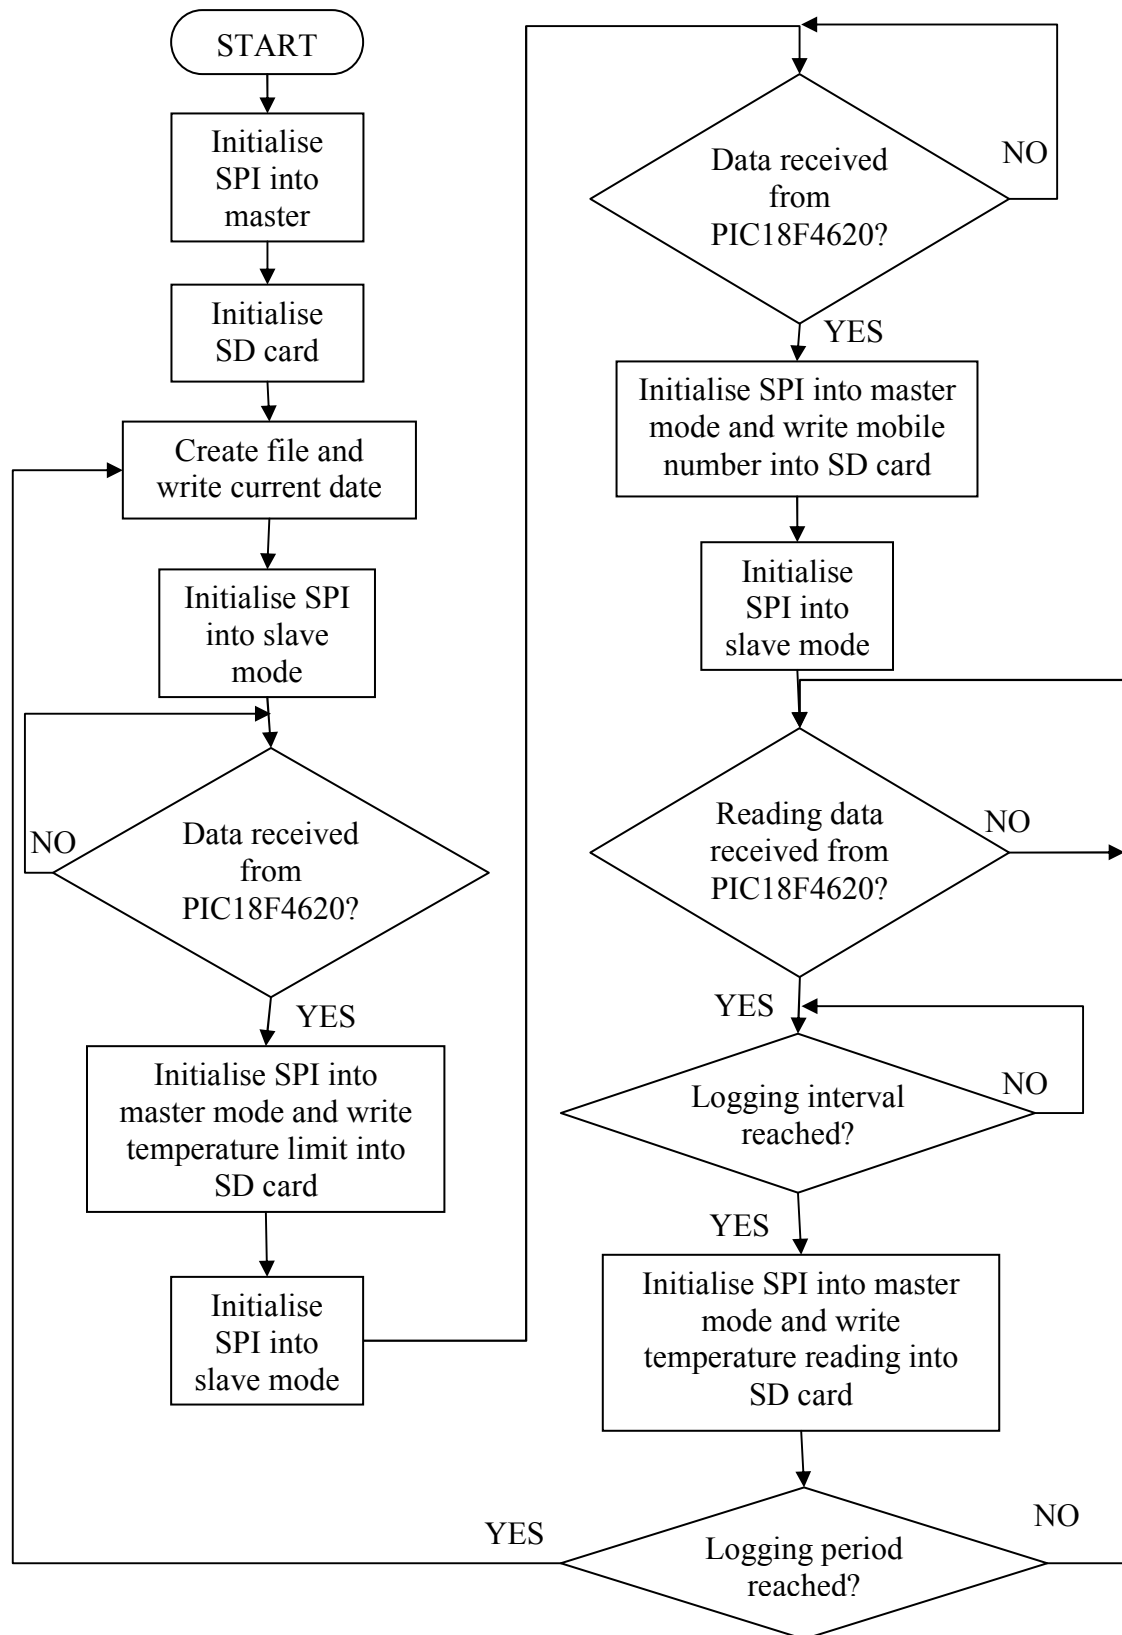 START
Initialise
SPI into
master
Initialise
SD card
Create file and
write current date
Initialise SPI
into slave
mode
NO
Data received
from
PIC18F4620?
YES
Initialise SPI into
master mode and write
temperature limit into
SD card
Initialise
SPI into
slave mode
Data received
from
PIC18F4620?
NO
YES
Initialise SPI into master
mode and write mobile
number into SD card
Initialise
SPI into
slave mode
Reading data
received from
PIC18F4620?
NO
YES
Logging interval
reached?
NO
YES
Initialise SPI into master
mode and write
temperature reading into
SD card
YES
Logging period
reached?
NO